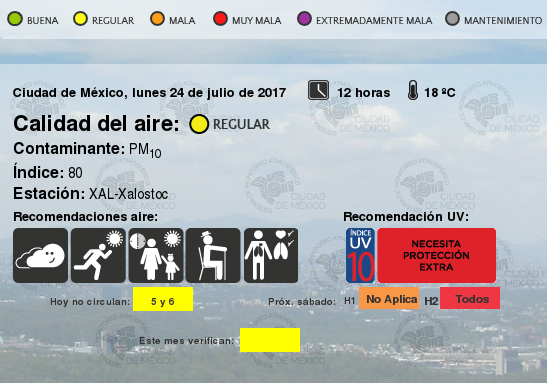 BUENA REGULAR MALA MUY MALA EXTREMADAMENTE MALA MANTENIMIENTO
Ciudad de México, lunes 24 de julio de 2017 12 horas 18 ºC
Calidad del aire: REGULAR
Contaminante: PM10
Índice: 80
Estación: XAL-Xalostoc
Recomendaciones aire: Recomendación UV:
ÍNDICE UV 10 NECESITA PROTECCIÓN EXTRA
Hoy no circulan: 5 y 6 Próx. sábado: H1 No Aplica H2 Todos
Este mes verifican: